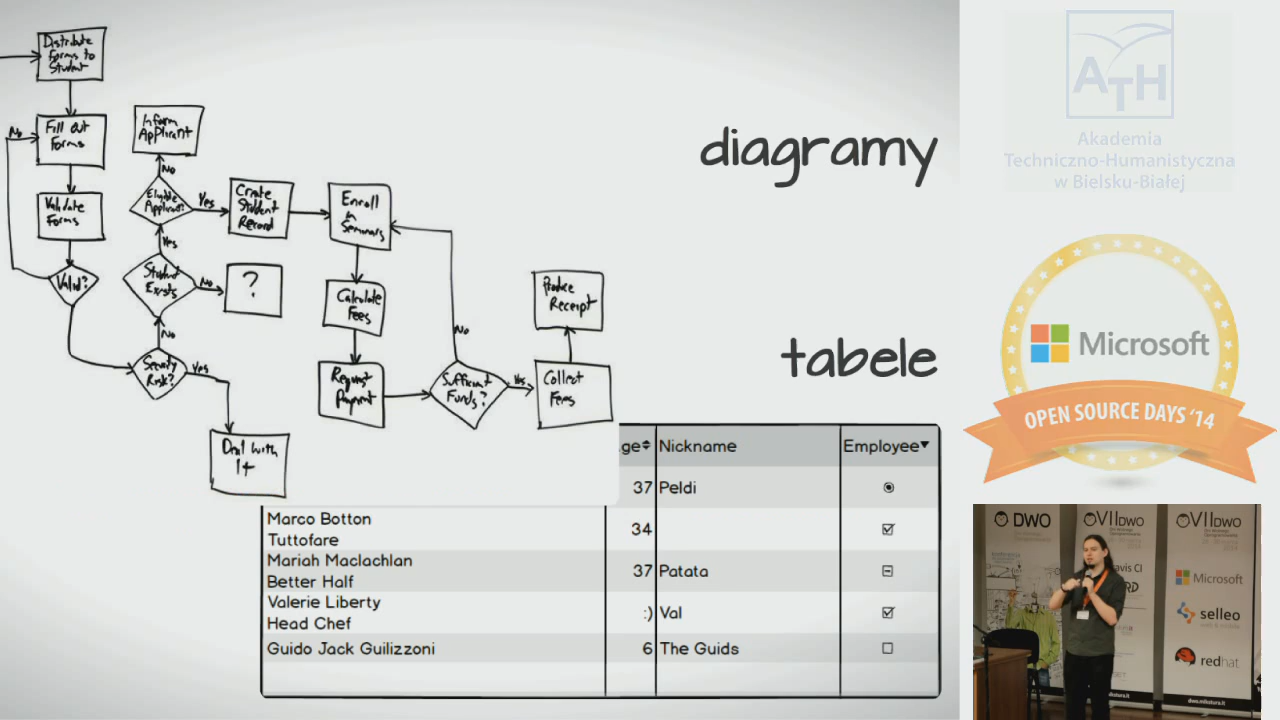 Distribute
Forms to
Student
No
Fill out
Forms
Validate
Forms
Valid?
Inform
Applicant
No
Eligible
Applicant?
Yes
Create
Student
Record
Enroll
in
Seminars
Yes
Student
Exists
No
?
No
Security
Risk?
Yes
Deal with
it
Calculate
Fees
Request
Payment
No
Sufficient
Funds?
Yes
Collect
Fees
Produce
Receipt
diagramy
tabele
ge Nickname Employee
37 Peldi
Marco Botton
Tuttofare
34
Mariah Maclachlan
Better Half
37 Patata
Valerie Liberty
Head Chef
:) Val
Guido Jack Guilizzoni 6 The Guids
ATH
Akademia
Techniczno-Humanistyczna
w Bielsku-Białej
Microsoft
OPEN SOURCE DAYS '14
DWO
VII DWO
VII DWO
Microsoft
selleo
redhat